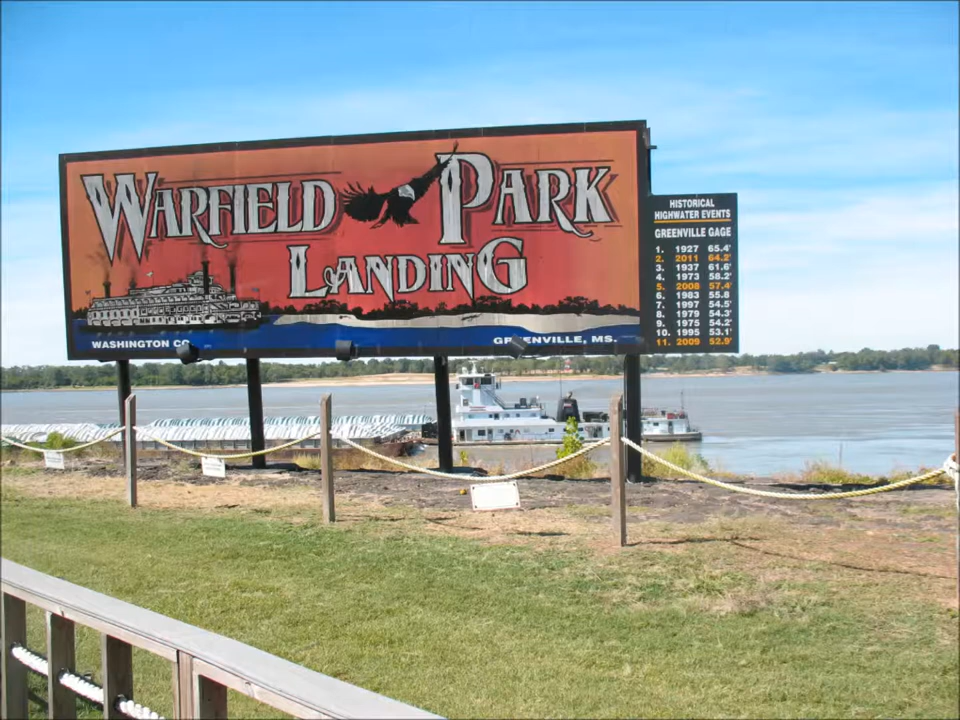 WARFIELD PARK
LANDING
WASHINGTON CO.
GREENVILLE, MS.
HISTORICAL
HIGHWATER EVENTS
GREENVILLE GAGE
1. 1927 65.4'
2. 2011 64.2'
3. 1937 61.6'
4. 1973 58.2'
5. 2008 57.4'
6. 1983 55.8
7. 1997 54.5'
8. 1979 54.3'
9. 1975 54.2'
10. 1995 53.1'
11. 2009 52.9'